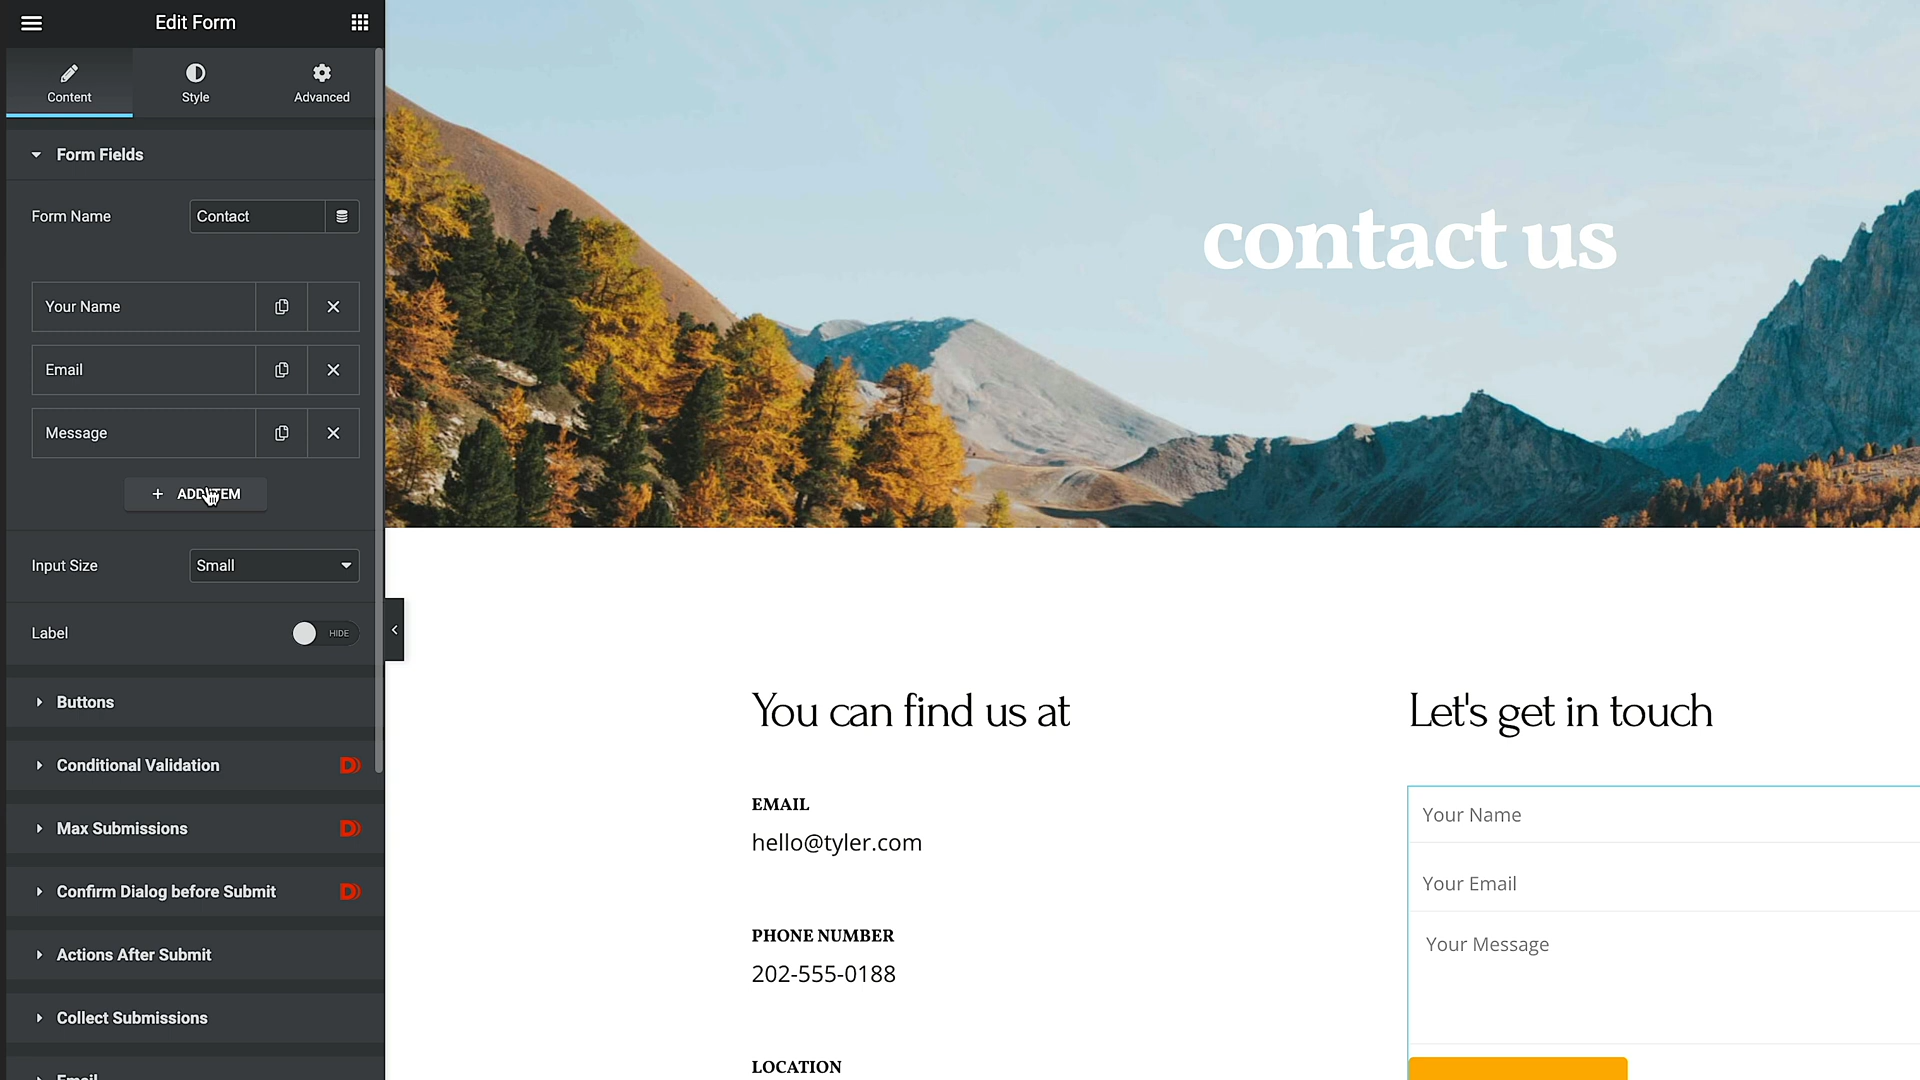 Edit Form
Content
Style
Advanced
Form Fields
Form Name
Contact
Your Name
Email
Message
+ ADD ITEM
Input Size
Small
Label
HIDE
Buttons
Conditional Validation
Max Submissions
Confirm Dialog before Submit
Actions After Submit
Collect Submissions
Email
contact us
You can find us at
EMAIL
hello@tyler.com
PHONE NUMBER
202-555-0188
LOCATION
Let's get in touch
Your Name
Your Email
Your Message